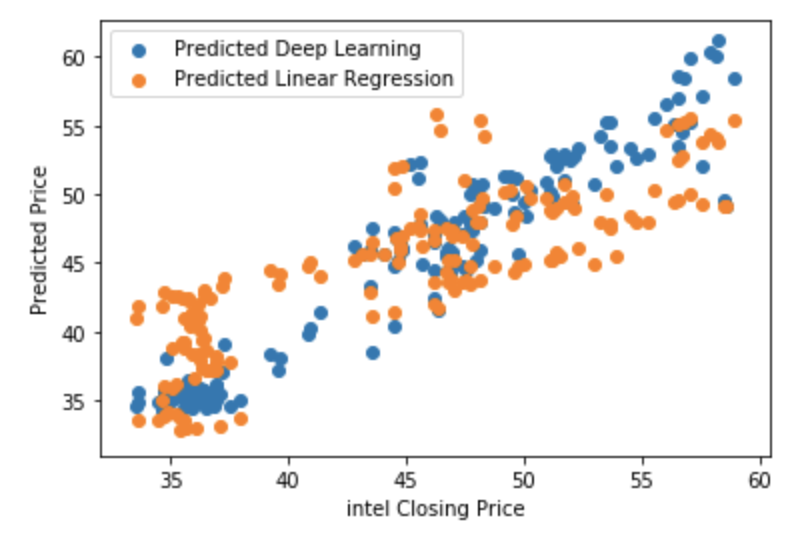 Predicted Deep Learning
Predicted Linear Regression
Predicted Price
60
55
50
45
40
35
35 40 45 50 55 60
intel Closing Price